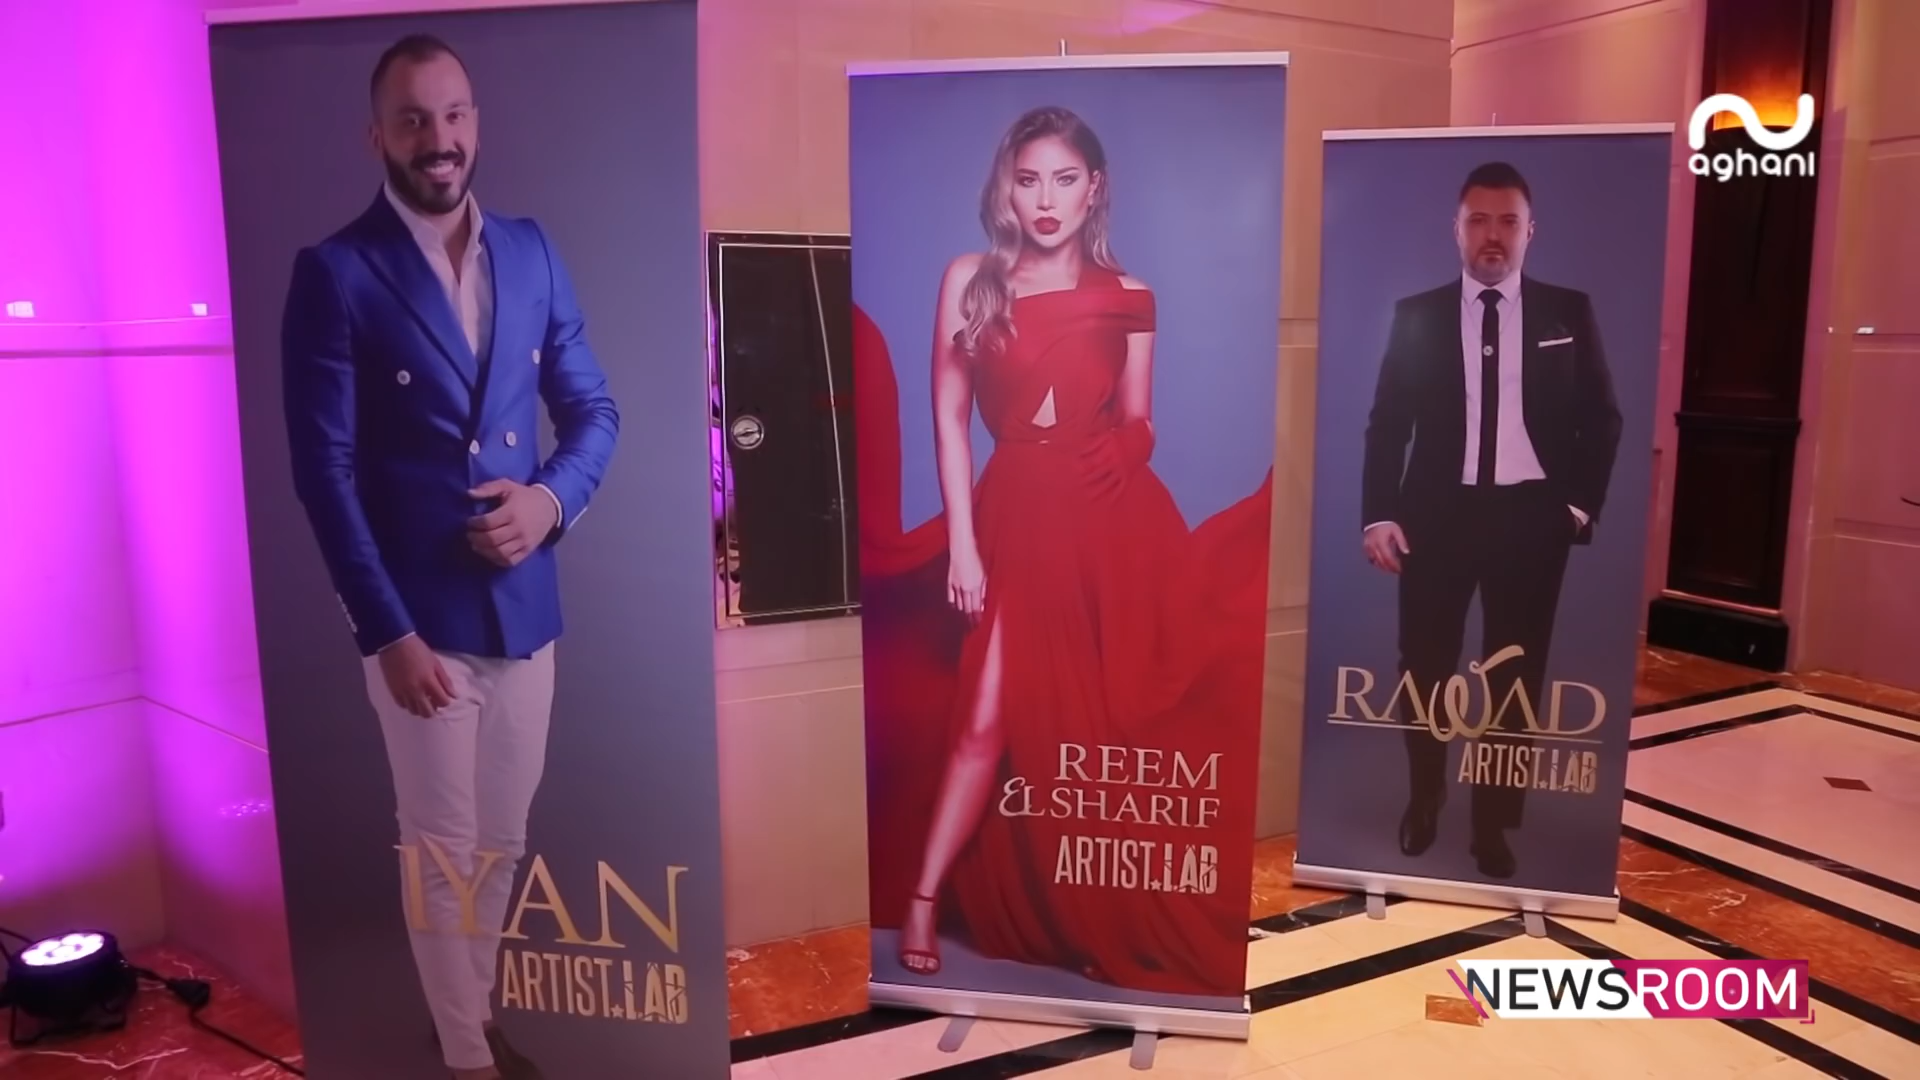 aghani
IYAN
ARTIST.LAB
REEM
EL SHARIF
ARTIST.LAB
RAWAD
ARTIST.LAB
NEWSROOM